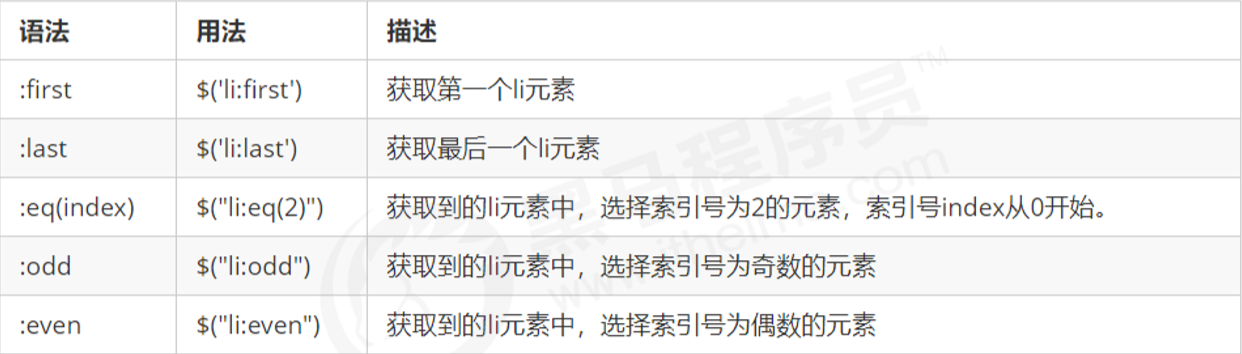 语法 用法 描述
:first $('li:first') 获取第一个li元素
:last $('li:last') 获取最后一个li元素
:eq(index) $("li:eq(2)") 获取到的li元素中，选择索引号为2的元素，索引号index从0开始。
:odd $("li:odd") 获取到的li元素中，选择索引号为奇数的元素
:even $("li:even") 获取到的li元素中，选择索引号为偶数的元素
黑马程序员™
www.itheima.com